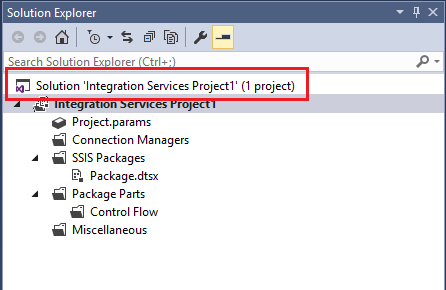 Solution Explorer
Search Solution Explorer (Ctrl+;)
Solution 'Integration Services Project1' (1 project)
Integration Services Project1
Project.params
Connection Managers
SSIS Packages
Package.dtsx
Package Parts
Control Flow
Miscellaneous